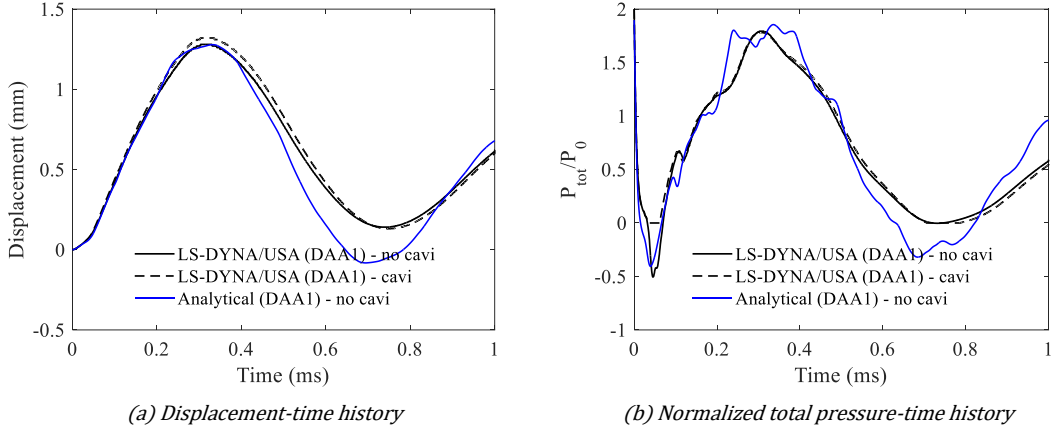 1.5
1
0.5
0
-0.5
Displacement (mm)
LS-DYNA/USA (DAA1) - no cavi
LS-DYNA/USA (DAA1) - cavi
Analytical (DAA1) - no cavi
0 0.2 0.4 0.6 0.8 1
Time (ms)
(a) Displacement-time history
2
1.5
1
0.5
0
-0.5
-1
P_tot/P_0
LS-DYNA/USA (DAA1) - no cavi
LS-DYNA/USA (DAA1) - cavi
Analytical (DAA1) - no cavi
0 0.2 0.4 0.6 0.8 1
Time (ms)
(b) Normalized total pressure-time history